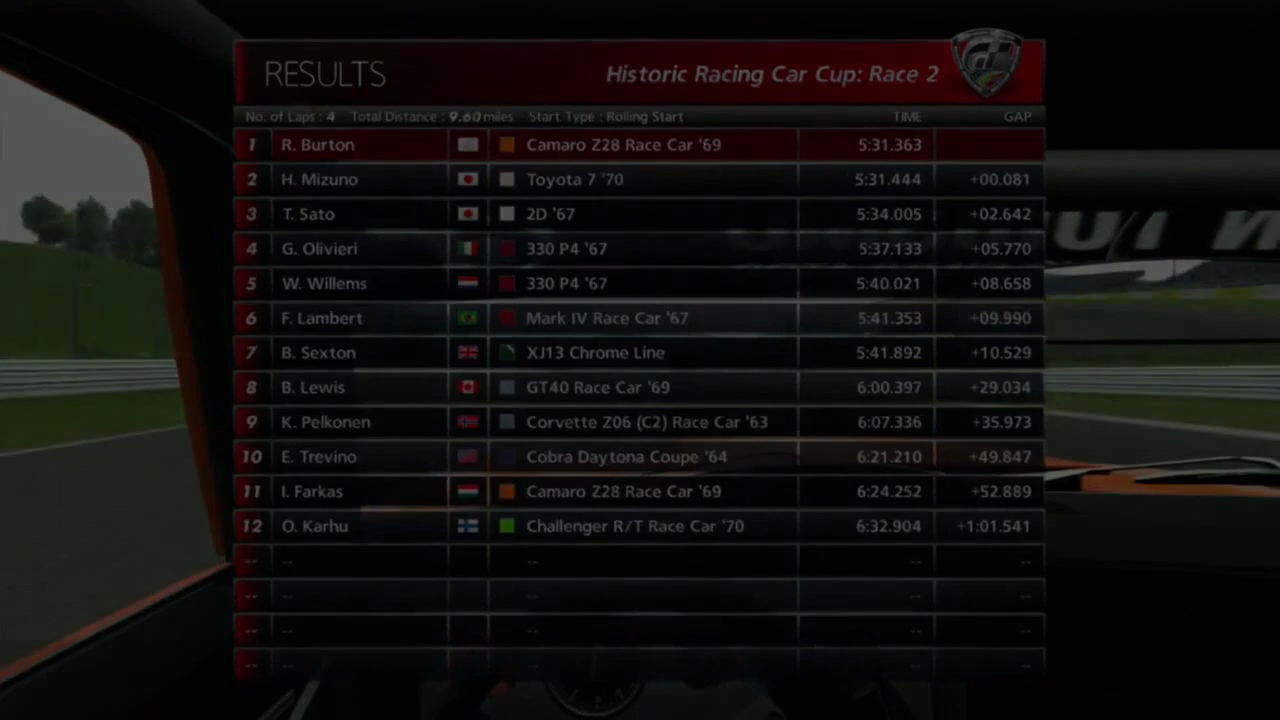 RESULTS Historic Racing Car Cup: Race 2
No. of Laps : 4 Total Distance : 9.60 miles Start Type : Rolling Start TIME GAP
1 R. Burton Camaro Z28 Race Car '69 5:31.363
2 H. Mizuno Toyota 7 '70 5:31.444 +00.081
3 T. Sato 2D '67 5:34.005 +02.642
4 G. Olivieri 330 P4 '67 5:37.133 +05.770
5 W. Willems 330 P4 '67 5:40.021 +08.658
6 F. Lambert Mark IV Race Car '67 5:41.353 +09.990
7 B. Sexton XJ13 Chrome Line 5:41.892 +10.529
8 B. Lewis GT40 Race Car '69 6:00.397 +29.034
9 K. Pelkonen Corvette Z06 (C2) Race Car '63 6:07.336 +35.973
10 E. Trevino Cobra Daytona Coupe '64 6:21.210 +49.847
11 I. Farkas Camaro Z28 Race Car '69 6:24.252 +52.889
12 O. Karhu Challenger R/T Race Car '70 6:32.904 +1:01.541
-- -- -- -- --
-- -- -- -- --
-- -- -- -- --
-- -- -- -- --